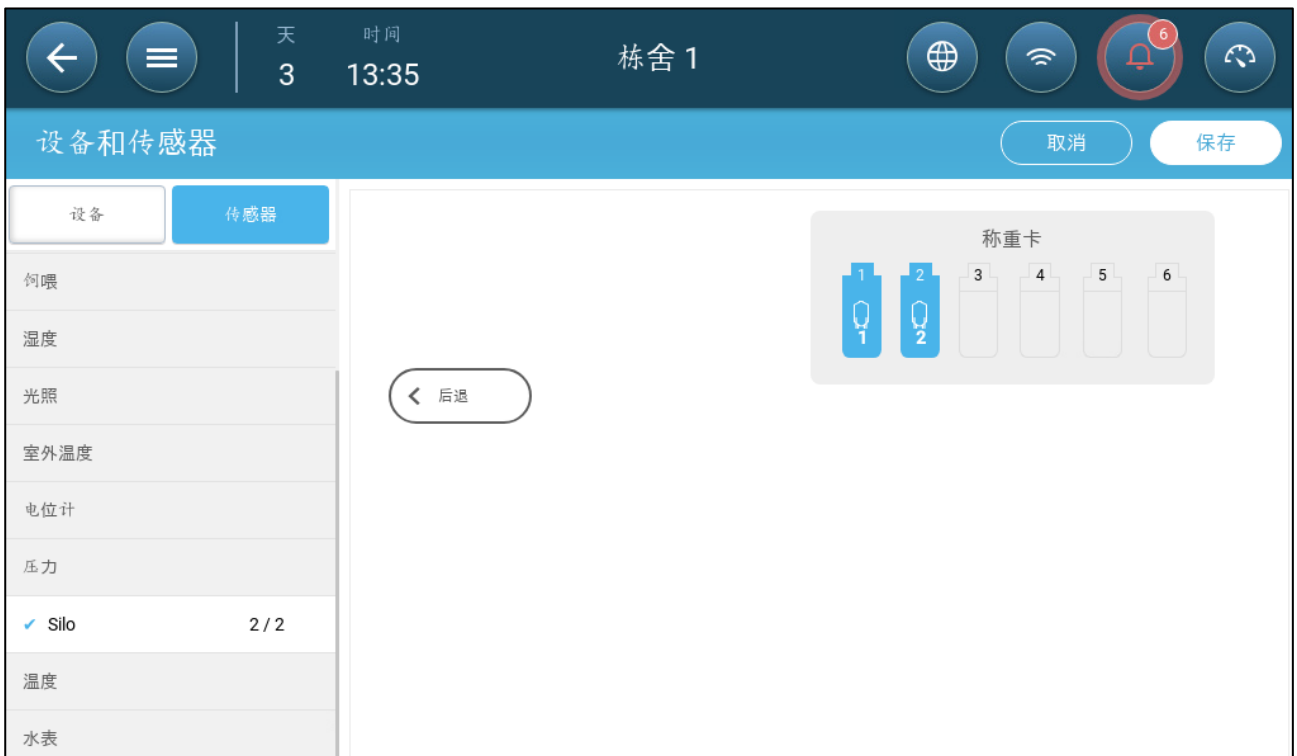 天 时间
3 13:35
栋舍 1
6
设备和传感器
取消 保存
设备 传感器
饲喂
湿度
光照
室外温度
电位计
压力
Silo 2 / 2
温度
水表
后退
称重卡
1 2 3 4 5 6
1 2